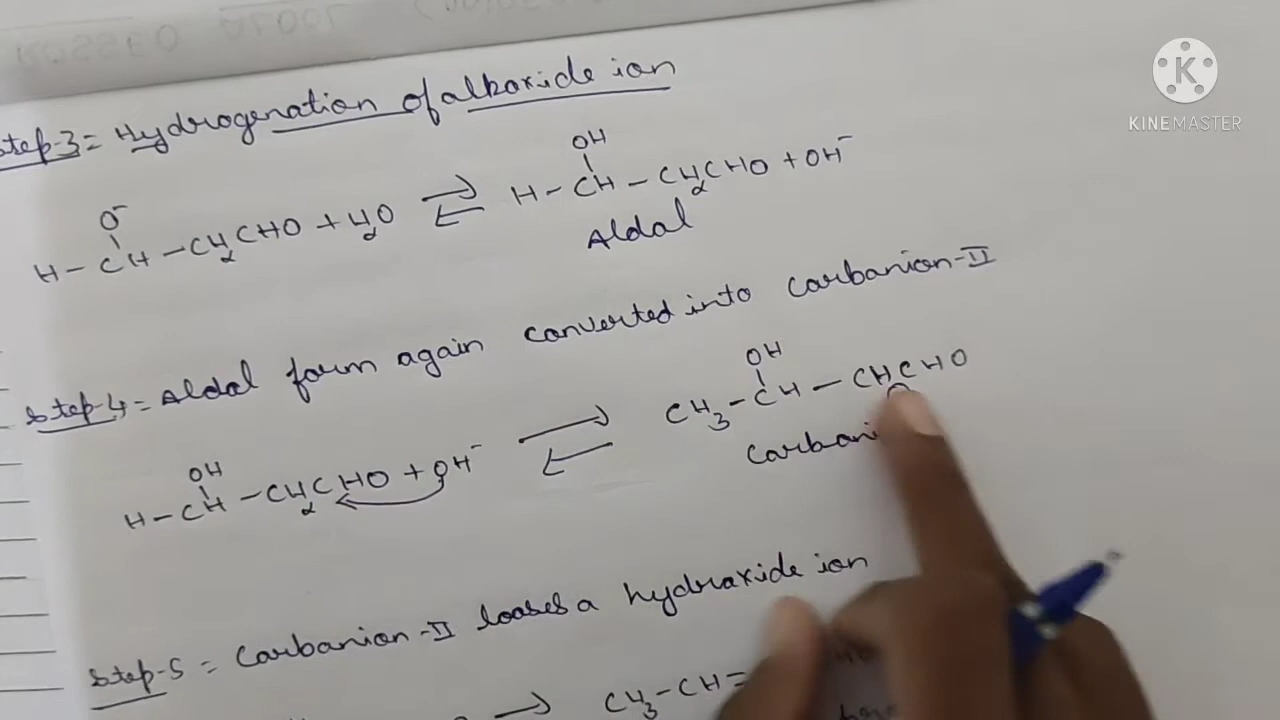 KINEMASTER
Step-3 = Hydrogenation of alkoxide ion
O⁻
H - CH - CH₂CHO + H₂O ⇌ H - CH - CH₂CHO + OH⁻
OH
Aldal
Step-4 = Aldal form again converted into carbanion-II
OH
H - CH - CH₂CHO + OH⁻ ⇌ CH₃ - CH - CHCHO
OH
Step-5 = Carbanion-II looses a hydroxide ion
→ CH₃ - CH =